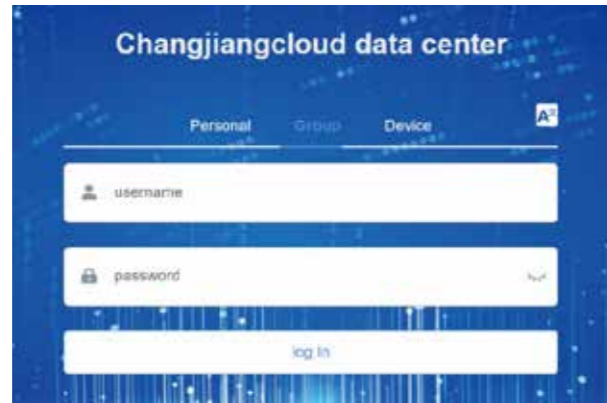 Changjiangcloud data center
Personal Group Device
username
password
log In